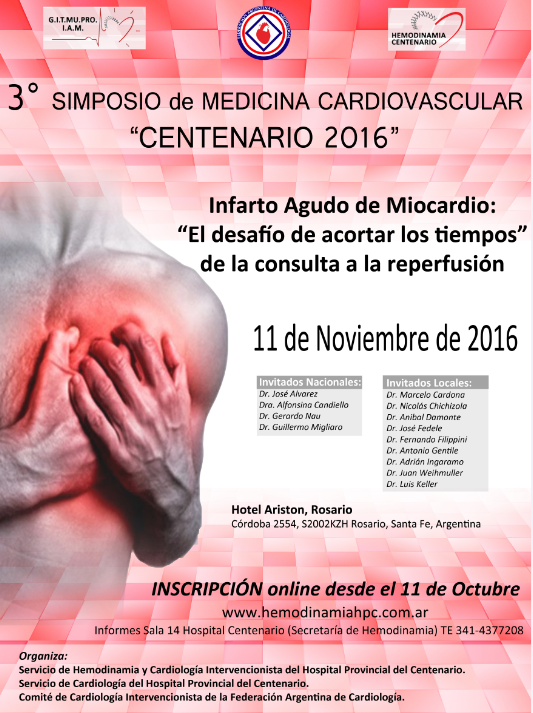 G.I.T.MU.PRO.
I.A.M.
HEMODINAMIA
CENTENARIO
3° SIMPOSIO de MEDICINA CARDIOVASCULAR
“CENTENARIO 2016”
Infarto Agudo de Miocardio:
“El desafío de acortar los tiempos”
de la consulta a la reperfusión
11 de Noviembre de 2016
Invitados Nacionales:
Dr. José Alvarez
Dra. Alfonsina Candiello
Dr. Gerardo Nau
Dr. Guillermo Migliaro
Invitados Locales:
Dr. Marcelo Cardona
Dr. Nicolás Chichizola
Dr. Anibal Damonte
Dr. José Fedele
Dr. Fernando Filippini
Dr. Antonio Gentile
Dr. Adrián Ingaramo
Dr. Juan Weihmuller
Dr. Luis Keller
Hotel Ariston, Rosario
Córdoba 2554, S2002KZH Rosario, Santa Fe, Argentina
INSCRIPCIÓN online desde el 11 de Octubre
www.hemodinamiahpc.com.ar
Informes Sala 14 Hospital Centenario (Secretaría de Hemodinamia) TE 341-4377208
Organiza:
Servicio de Hemodinamia y Cardiología Intervencionista del Hospital Provincial del Centenario.
Servicio de Cardiología del Hospital Provincial del Centenario.
Comité de Cardiología Intervencionista de la Federación Argentina de Cardiología.